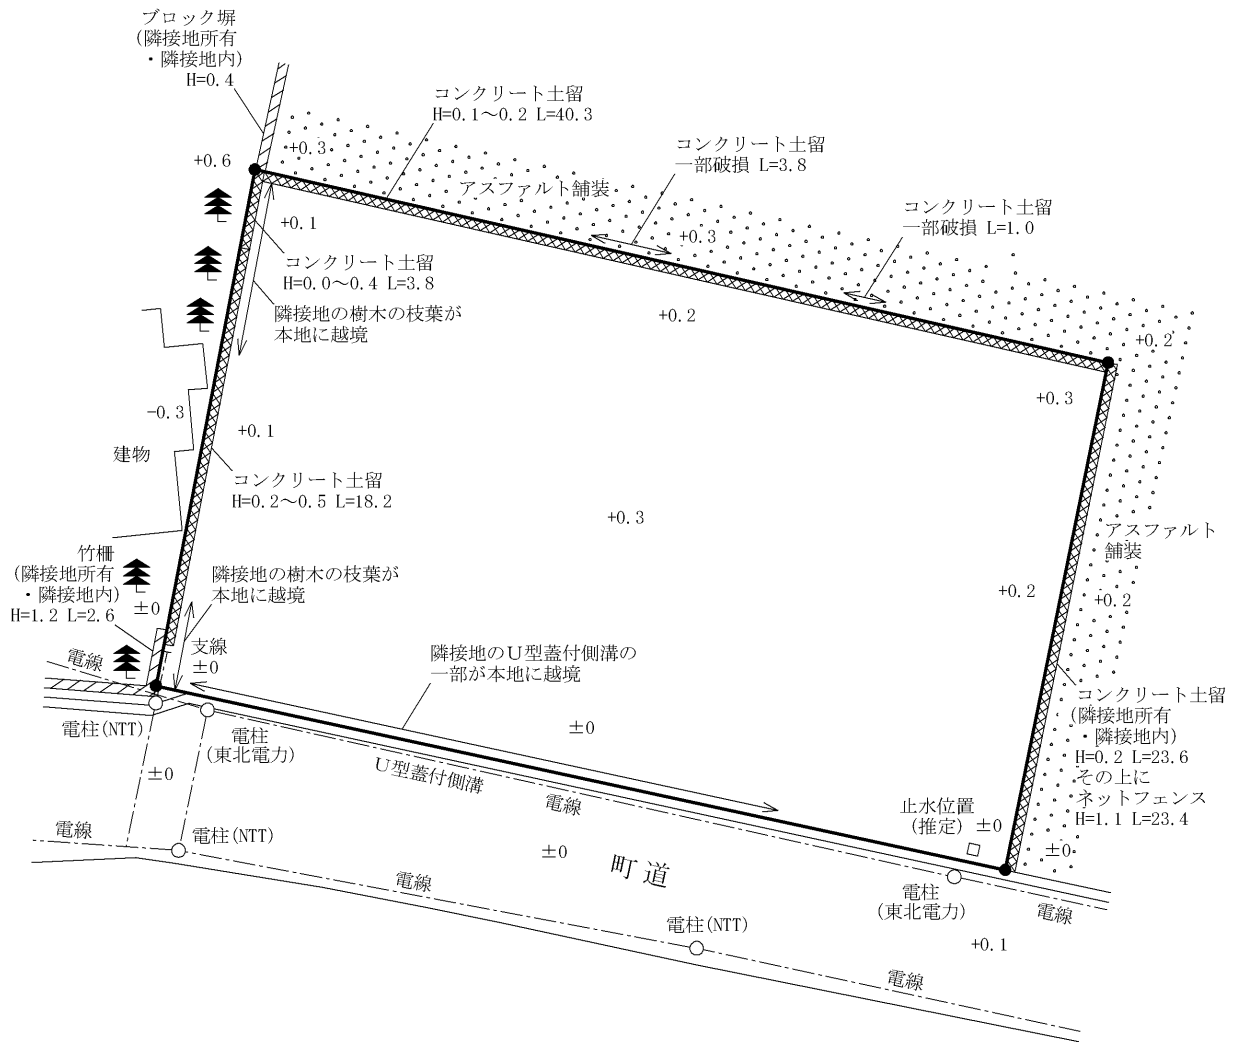 ブロック塀
(隣接地所有
・隣接地内)
H=0.4
コンクリート土留
H=0.1～0.2 L=40.3
コンクリート土留
一部破損 L=3.8
コンクリート土留
一部破損 L=1.0
+0.6
+0.3
アスファルト舗装
+0.3
+0.1
コンクリート土留
H=0.0～0.4 L=3.8
隣接地の樹木の枝葉が
本地に越境
+0.2
+0.2
+0.3
-0.3
+0.1
建物
コンクリート土留
H=0.2～0.5 L=18.2
+0.3
アスファルト
舗装
竹柵
(隣接地所有
・隣接地内)
H=1.2 L=2.6
±0
隣接地の樹木の枝葉が
本地に越境
+0.2
+0.2
支線
±0
電線
隣接地のU型蓋付側溝の
一部が本地に越境
コンクリート土留
(隣接地所有
・隣接地内)
H=0.2 L=23.6
その上に
ネットフェンス
H=1.1 L=23.4
電柱(NTT)
電柱
(東北電力)
±0
±0
U型蓋付側溝
電線
止水位置
(推定)
±0
±0
電線
電柱(NTT)
±0
町道
電線
電柱
(東北電力)
電線
電柱(NTT)
+0.1
電線